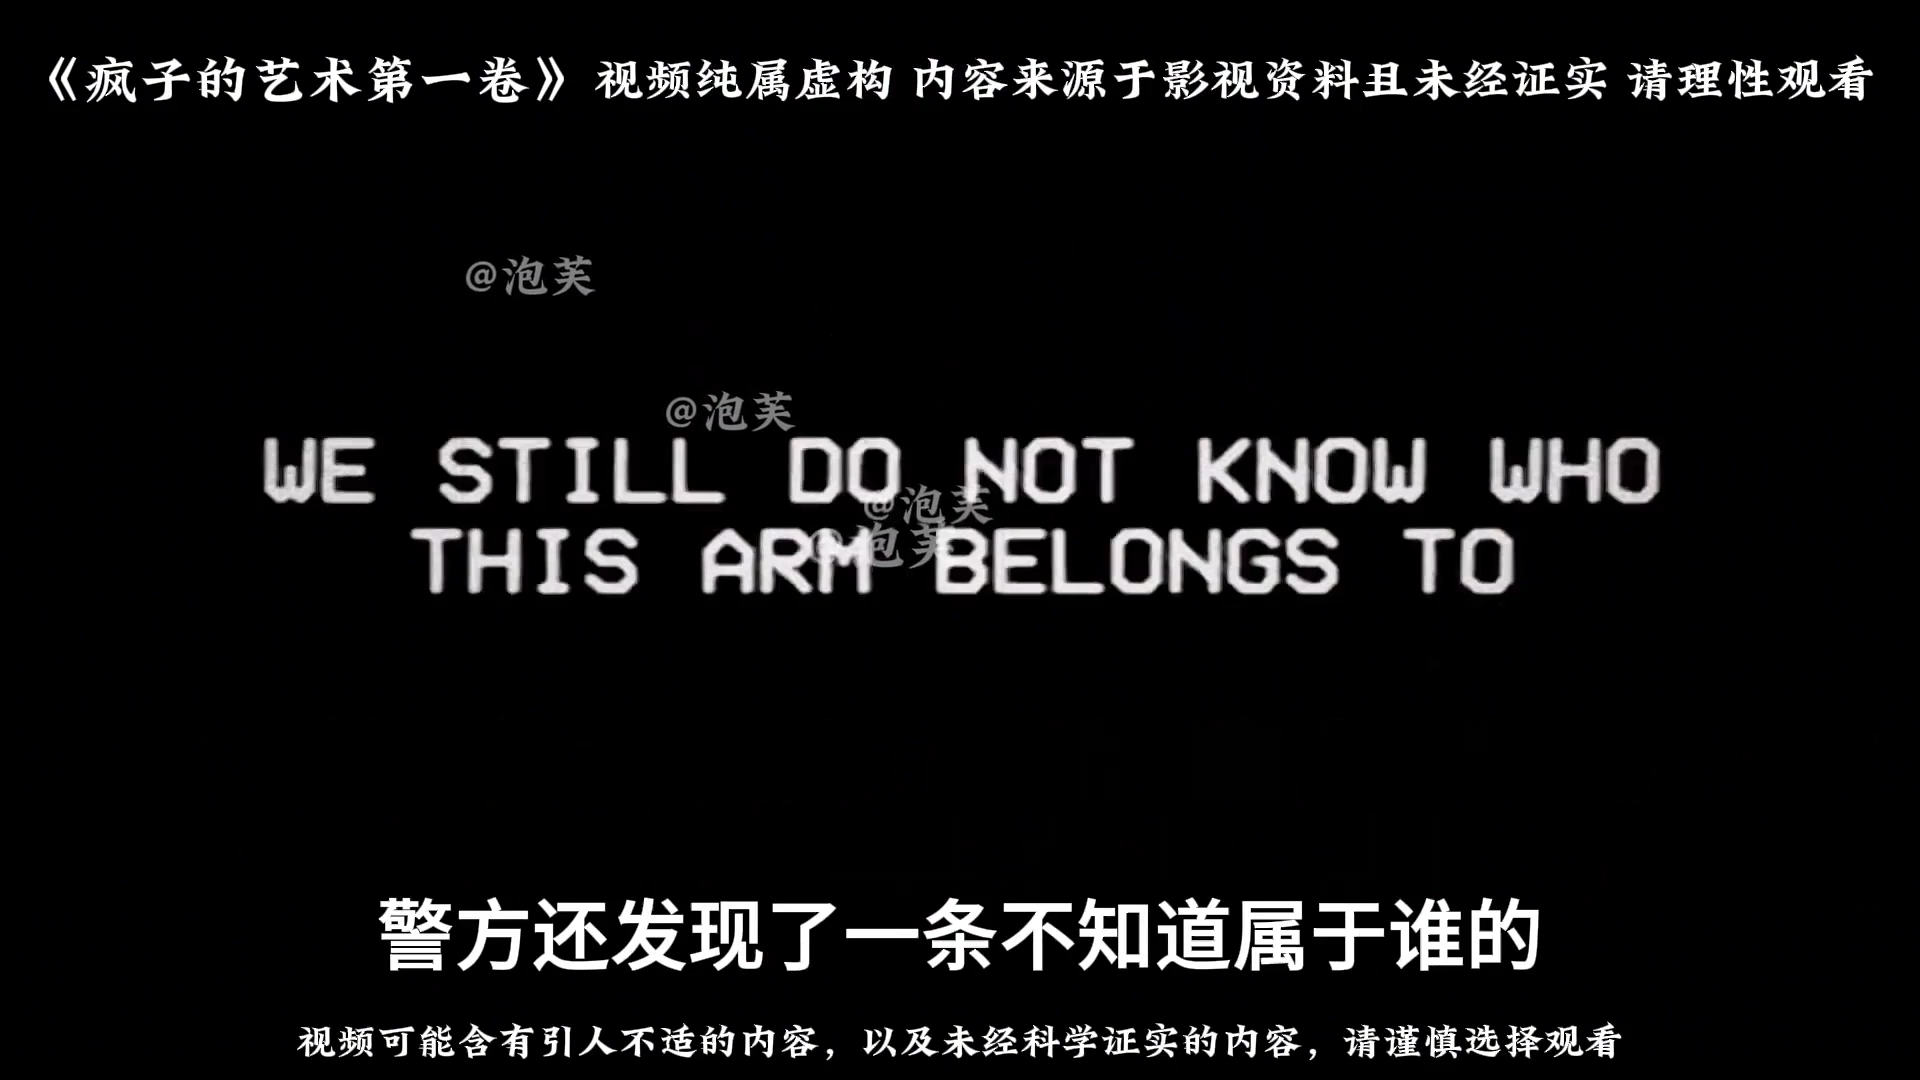 《疯子的艺术第一卷》视频纯属虚构 内容来源于影视资料且未经证实 请理性观看
@泡芙
@泡芙
WE STILL DO NOT KNOW WHO
@泡芙
THIS ARM BELONGS TO
@泡芙
警方还发现了一条不知道属于谁的
视频可能含有引人不适的内容，以及未经科学证实的内容，请谨慎选择观看